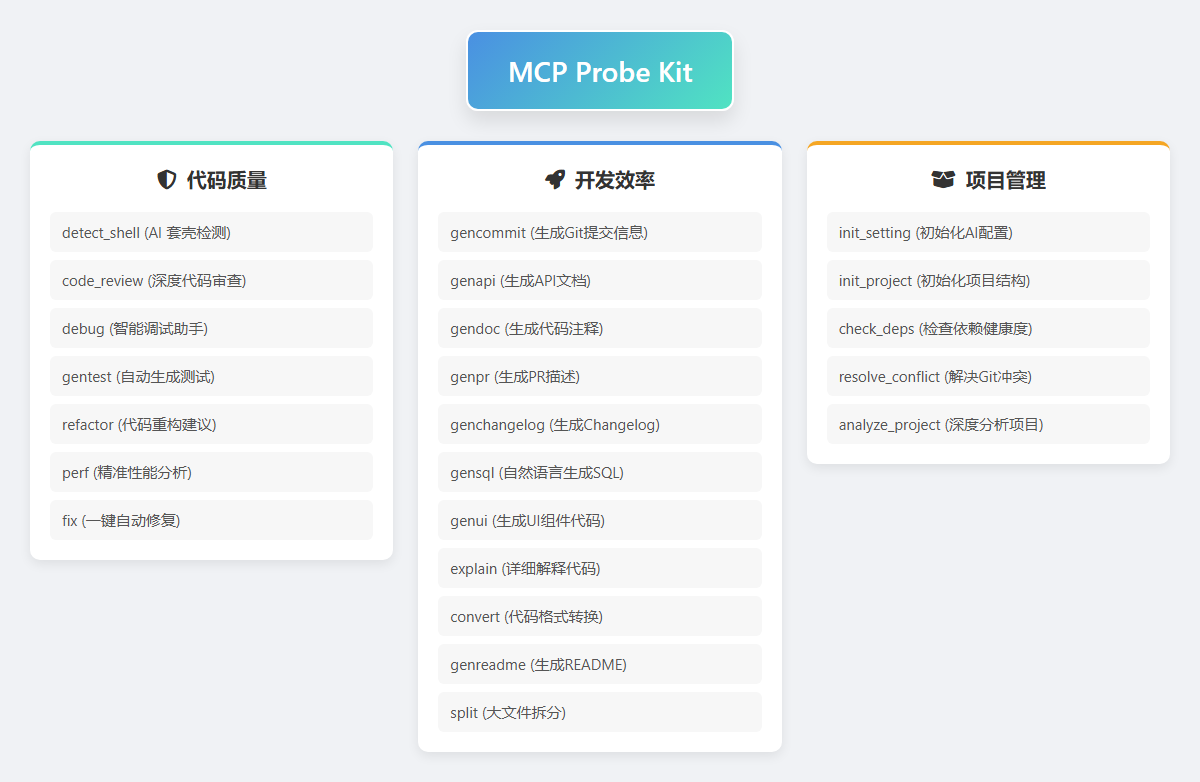 MCP Probe Kit
代码质量
detect_shell (AI 套壳检测)
code_review (深度代码审查)
debug (智能调试助手)
gentest (自动生成测试)
refactor (代码重构建议)
perf (精准性能分析)
fix (一键自动修复)
开发效率
gencommit (生成Git提交信息)
genapi (生成API文档)
gendoc (生成代码注释)
genpr (生成PR描述)
genchangelog (生成Changelog)
gensql (自然语言生成SQL)
genui (生成UI组件代码)
explain (详细解释代码)
convert (代码格式转换)
genreadme (生成README)
split (大文件拆分)
项目管理
init_setting (初始化AI配置)
init_project (初始化项目结构)
check_deps (检查依赖健康度)
resolve_conflict (解决Git冲突)
analyze_project (深度分析项目)